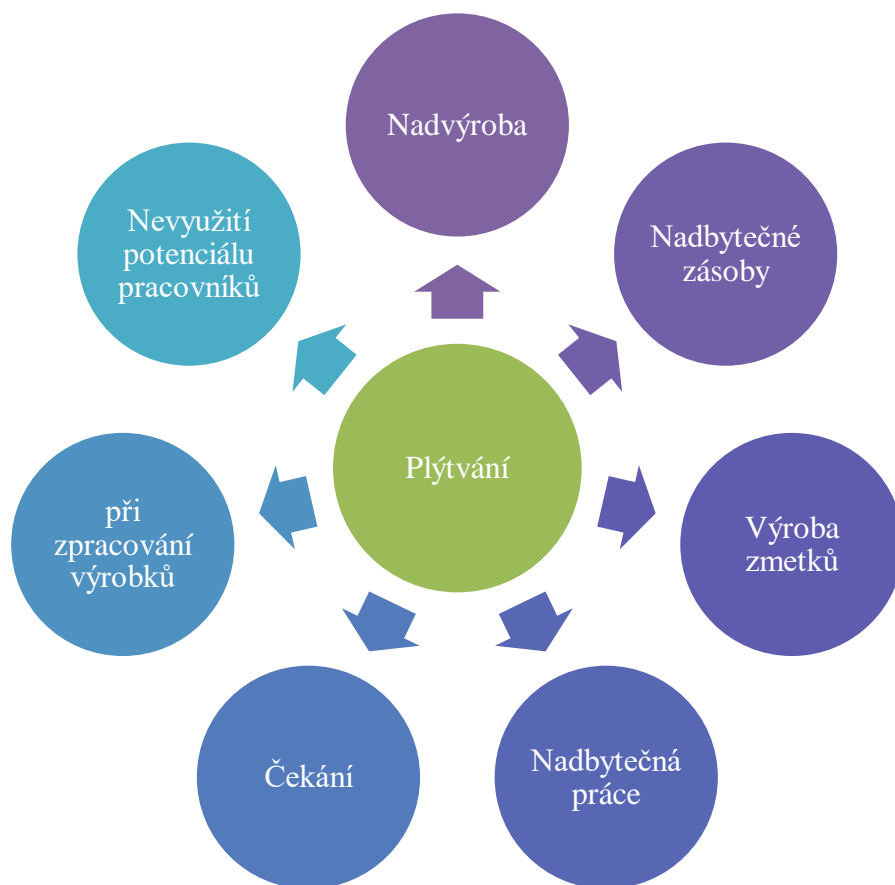 Nadvýroba
Nadbytečné
zásoby
Výroba
zmetků
Nadbytečná
práce
Čekání
při
zpracování
výrobků
Nevyužití
potenciálu
pracovníků
Plýtvání